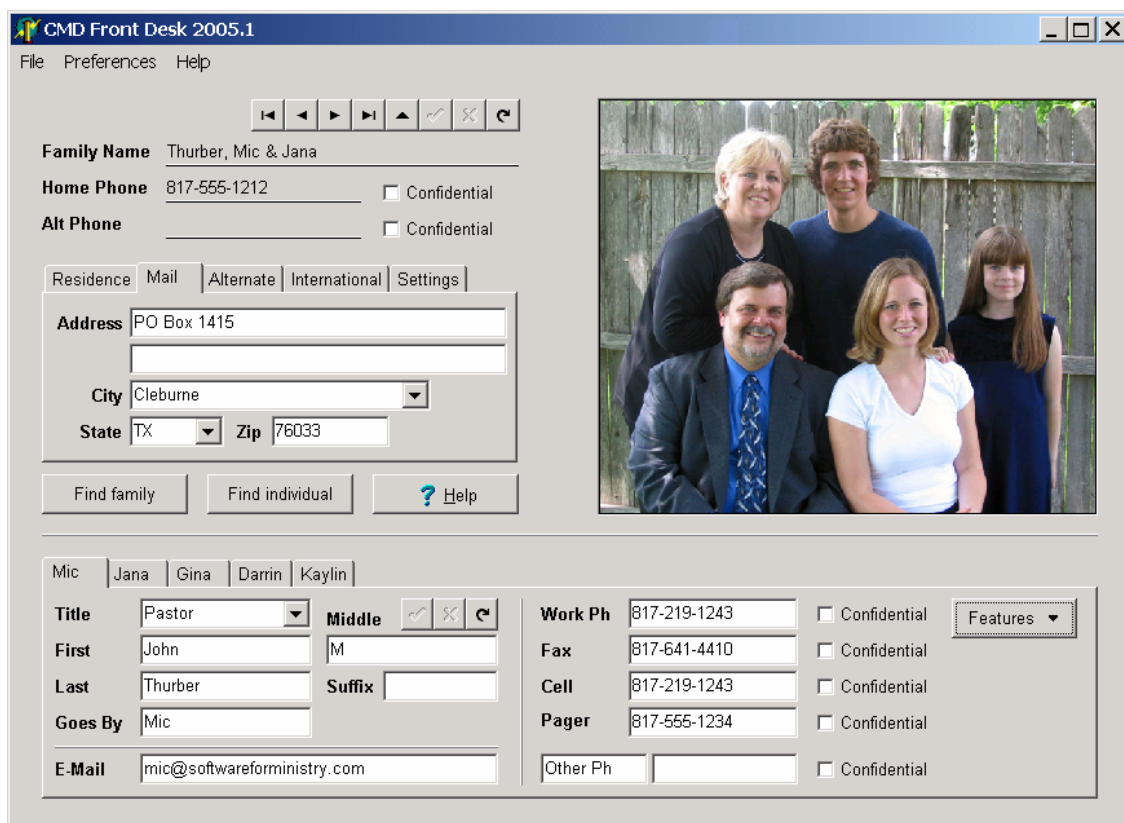 CMD Front Desk 2005.1
File Preferences Help
Family Name Thurber, Mic & Jana
Home Phone 817-555-1212 Confidential
Alt Phone Confidential
Residence Mail Alternate International Settings
Address PO Box 1415
City Cleburne
State TX Zip 76033
Find family Find individual ? Help
Mic Jana Gina Darrin Kaylin
Title Pastor Middle Work Ph 817-219-1243 Confidential Features
First John M Fax 817-641-4410 Confidential
Last Thurber Suffix Cell 817-219-1243 Confidential
Goes By Mic Pager 817-555-1234 Confidential
E-Mail mic@softwareforministry.com Other Ph Confidential